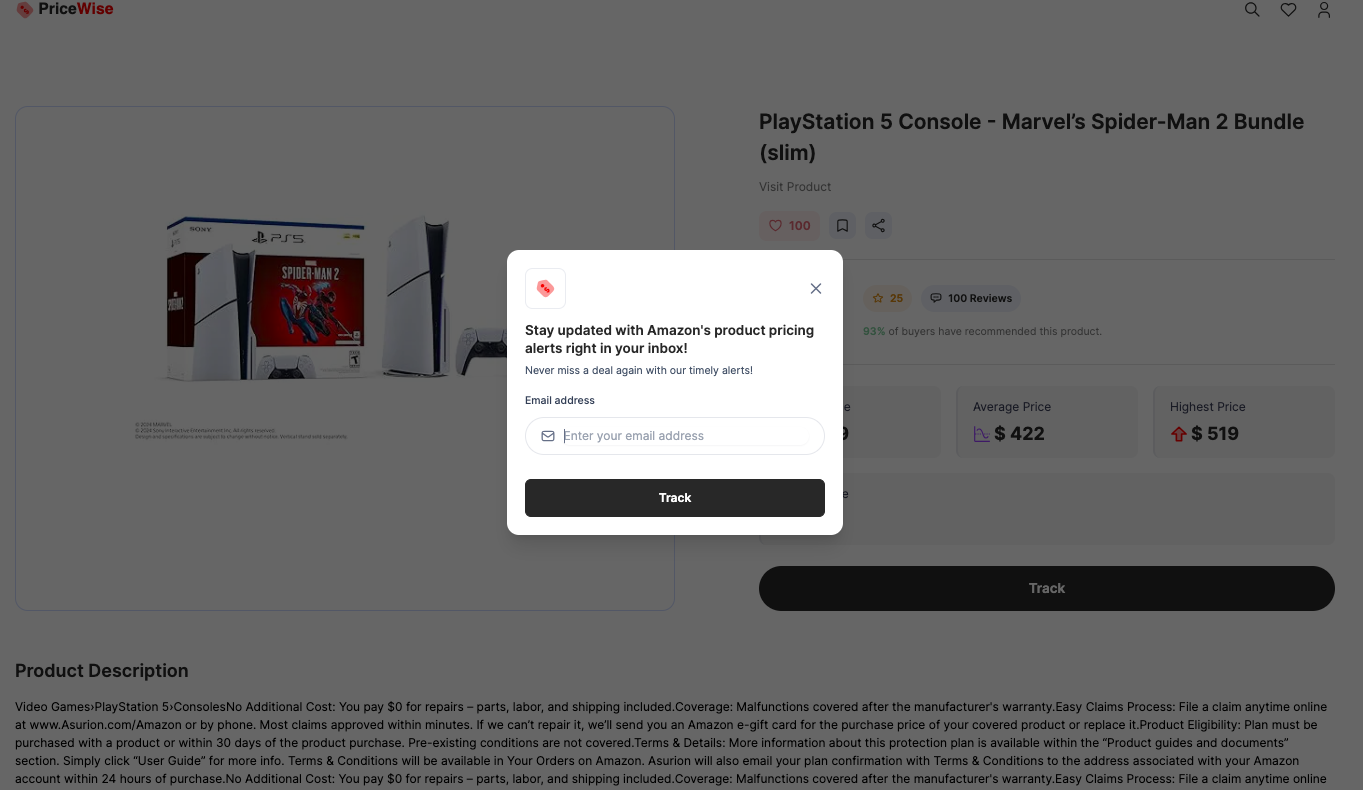 PriceWise
PlayStation 5 Console - Marvel’s Spider-Man 2 Bundle
(slim)
Visit Product
100
SONY
PS5
SPIDER-MAN 2
25
100 Reviews
93% of buyers have recommended this product.
Stay updated with Amazon's product pricing
alerts right in your inbox!
Never miss a deal again with our timely alerts!
Email address
Enter your email address
Track
e
9
Average Price
$ 422
Highest Price
$ 519
e
Track
Product Description
Video Games›PlayStation 5›ConsolesNo Additional Cost: You pay $0 for repairs – parts, labor, and shipping included.Coverage: Malfunctions covered after the manufacturer's warranty.Easy Claims Process: File a claim anytime online
at www.Asurion.com/Amazon or by phone. Most claims approved within minutes. If we can’t repair it, we’ll send you an Amazon e-gift card for the purchase price of your covered product or replace it.Product Eligibility: Plan must be
purchased with a product or within 30 days of the product purchase. Pre-existing conditions are not covered.Terms & Details: More information about this protection plan is available within the “Product guides and documents”
section. Simply click “User Guide” for more info. Terms & Conditions will be available in Your Orders on Amazon. Asurion will also email your plan confirmation with Terms & Conditions to the address associated with your Amazon
account within 24 hours of purchase.No Additional Cost: You pay $0 for repairs – parts, labor, and shipping included.Coverage: Malfunctions covered after the manufacturer's warranty.Easy Claims Process: File a claim anytime online